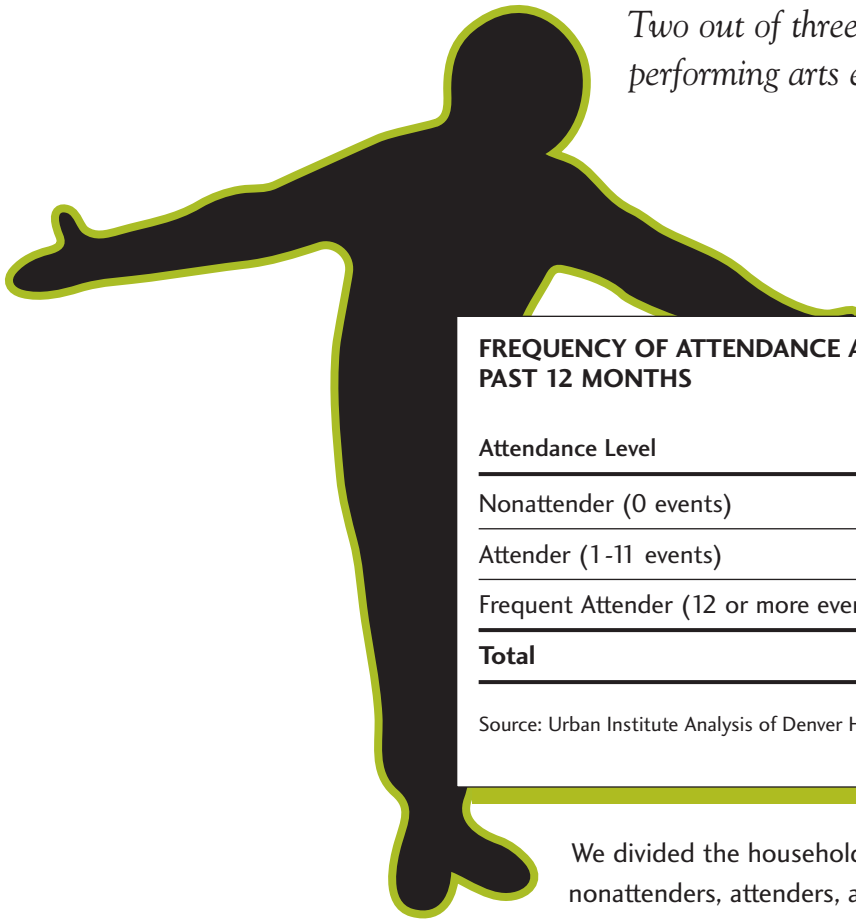 Two out of three
performing arts
FREQUENCY OF ATTENDANCE
PAST 12 MONTHS
Attendance Level
Nonattender (0 events)
Attender (1-11 events)
Frequent Attender (12 or more
Total
Source: Urban Institute Analysis of Denver
We divided the
nonattenders, attenders,